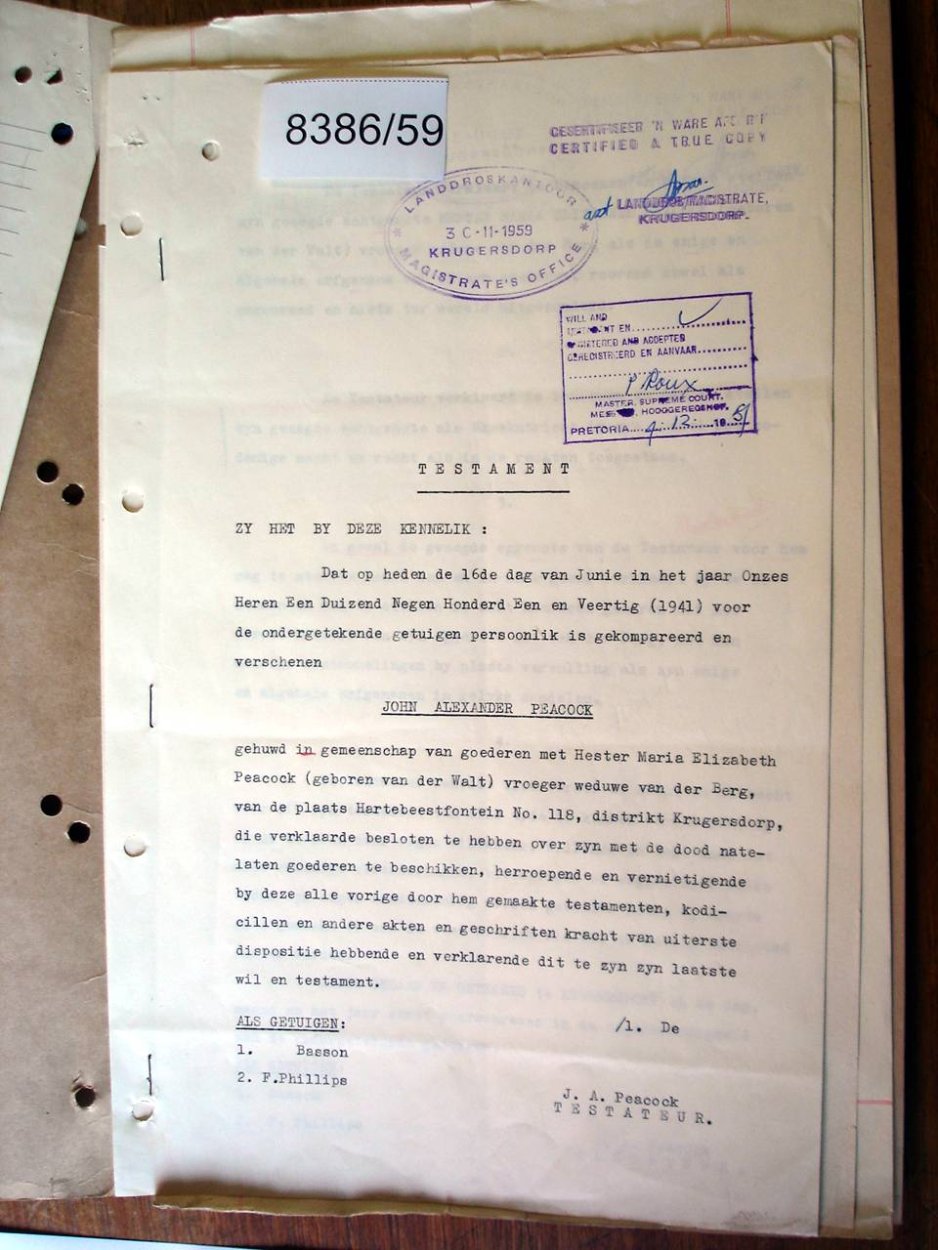 8386/59
GESERTIFISEER 'N WARE AFSKRIF
CERTIFIED A TRUE COPY
LANDDROS/MAGISTRATE,
KRUGERSDORP.
LANDDROSKANTOOR
30-11-1959
KRUGERSDORP
MAGISTRATE'S OFFICE
WILL AND
TESTAMENT EN
REGISTERED AND ACCEPTED
GEREGISTREERD EN AANVAAR
P Roux
MASTER, SUPREME COURT.
HOOGGEREGSHOF.
PRETORIA 4.12.19
TESTAMENT
ZY HET BY DEZE KENNELIK :
Dat op heden de 16de dag van Junie in het jaar Onzes
Heren Een Duizend Negen Honderd Een en Veertig (1941) voor
de ondergetekende getuigen persoonlik is gekompareerd en
verschenen
JOHN ALEXANDER PEACOCK
gehuwd in gemeenschap van goederen met Hester Maria Elizabeth
Peacock (geboren van der Walt) vroeger weduwe van der Berg,
van de plaats Hartebeestfontein No. 118, distrikt Krugersdorp,
die verklaarde besloten te hebben over zyn met de dood nate-
laten goederen te beschikken, herroepende en vernietigende
by deze alle vorige door hem gemaakte testamenten, kodi-
cillen en andere akten en geschriften kracht van uiterste
dispositie hebbende en verklarende dit te zyn zyn laatste
wil en testament.
ALS GETUIGEN:
/1. De
1. Basson
2. F.Phillips
J. A. Peacock
TESTATEUR.